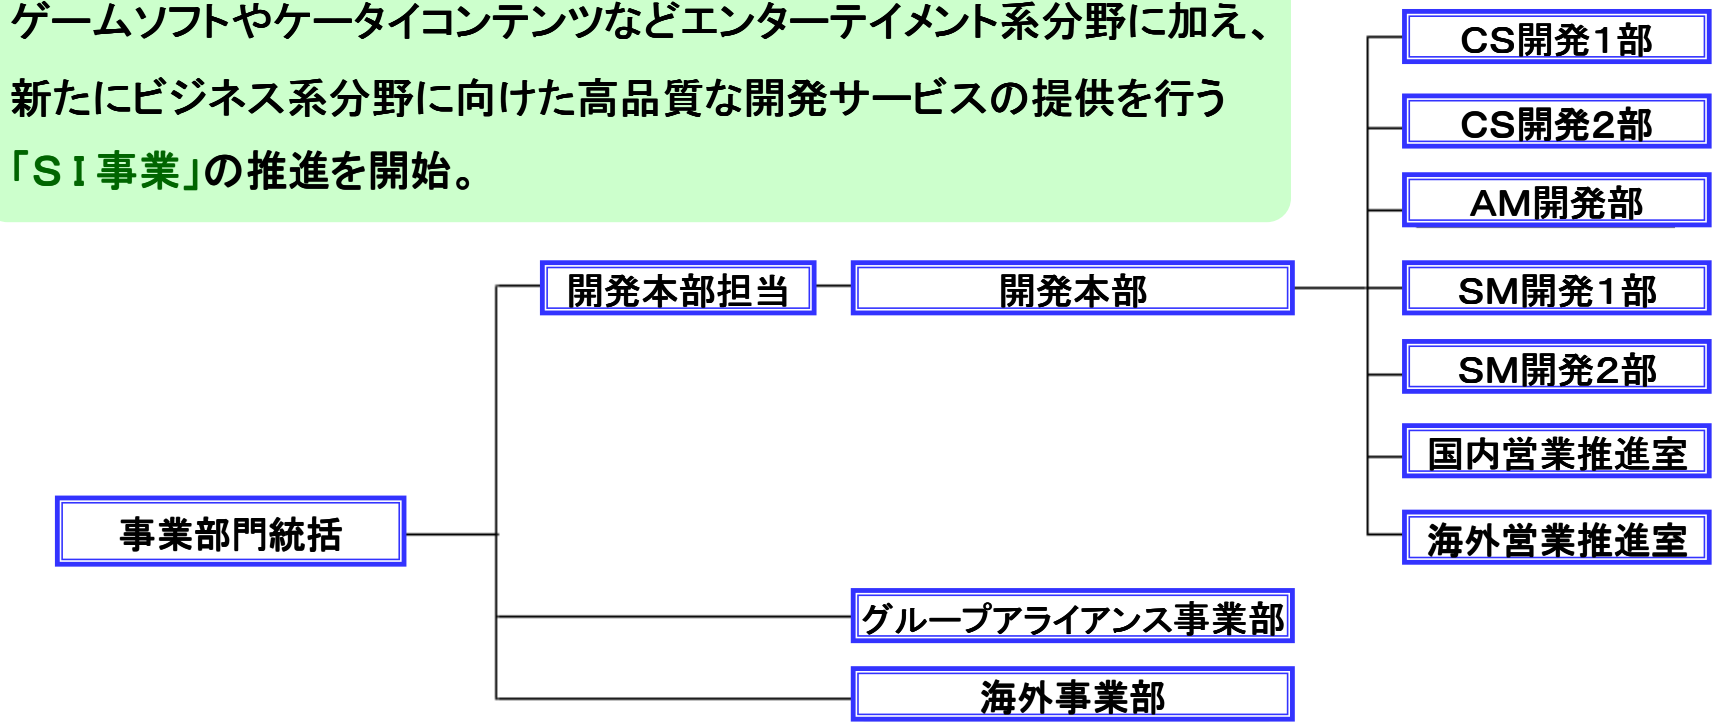 ゲームソフトやケータイコンテンツなどエンターテイメント系分野に加え、
新たにビジネス系分野に向けた高品質な開発サービスの提供を行う
「ＳＩ事業」の推進を開始。
事業部門統括
開発本部担当
開発本部
ＣＳ開発１部
ＣＳ開発２部
ＡＭ開発部
ＳＭ開発１部
ＳＭ開発２部
国内営業推進室
海外営業推進室
グループアライアンス事業部
海外事業部